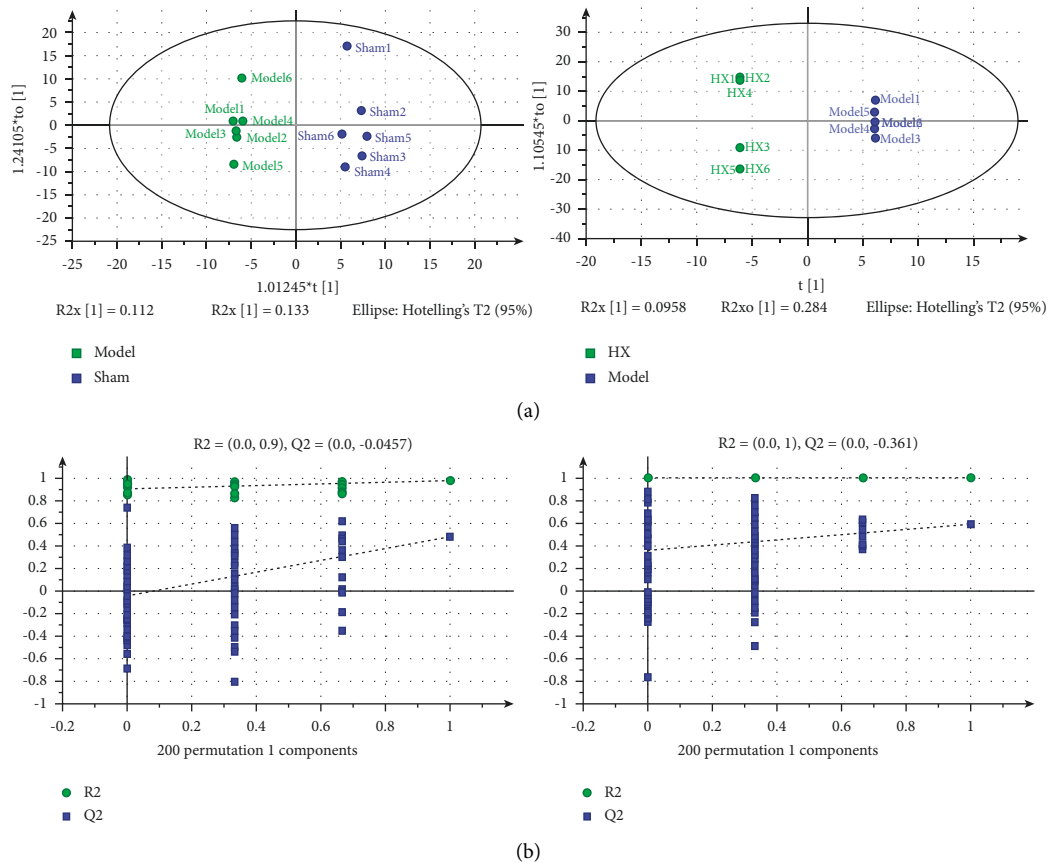 1.24105*to [1]
20
15
10
5
0
-5
-10
-15
-20
-25
Model6
Model1
Model4
Model3
Model2
Model5
Sham1
Sham2
Sham6
Sham5
Sham3
Sham4
-25 -20 -15 -10 -5 0 5 10 15 20 25
1.01245*t [1]
R2x [1] = 0.112 R2x [1] = 0.133 Ellipse: Hotelling's T2 (95%)
Model
Sham
1.10545*to [1]
30
20
10
0
10
-20
-30
-40
HX1 HX2
HX4
HX3
HX5 HX6
Model1
Model5
Model4
Model3
-15 -10 -5 0 5 10 15
t [1]
R2x [1] = 0.0958 R2xo [1] = 0.284 Ellipse: Hotelling's T2 (95%)
HX
Model
(a)
R2 = (0.0, 0.9), Q2 = (0.0, -0.0457)
1
0.8
0.6
0.4
0.2
0
-0.2
-0.4
-0.6
-0.8
-1
-0.2 0 0.2 0.4 0.6 0.8 1
200 permutation 1 components
R2
Q2
R2 = (0.0, 1), Q2 = (0.0, -0.361)
1
0.8
0.6
0.4
0.2
0
-0.2
-0.4
-0.6
-0.8
-1
-0.2 0 0.2 0.4 0.6 0.8 1
200 permutation 1 components
R2
Q2
(b)